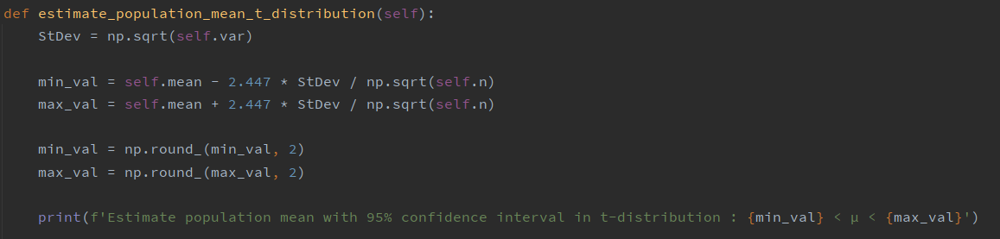 def estimate_population_mean_t_distribution(self):
    StDev = np.sqrt(self.var)
    min_val = self.mean - 2.447 * StDev / np.sqrt(self.n)
    max_val = self.mean + 2.447 * StDev / np.sqrt(self.n)
    min_val = np.round_(min_val, 2)
    max_val = np.round_(max_val, 2)
    print(f'Estimate population mean with 95% confidence interval in t-distribution : {min_val} < μ < {max_val}')